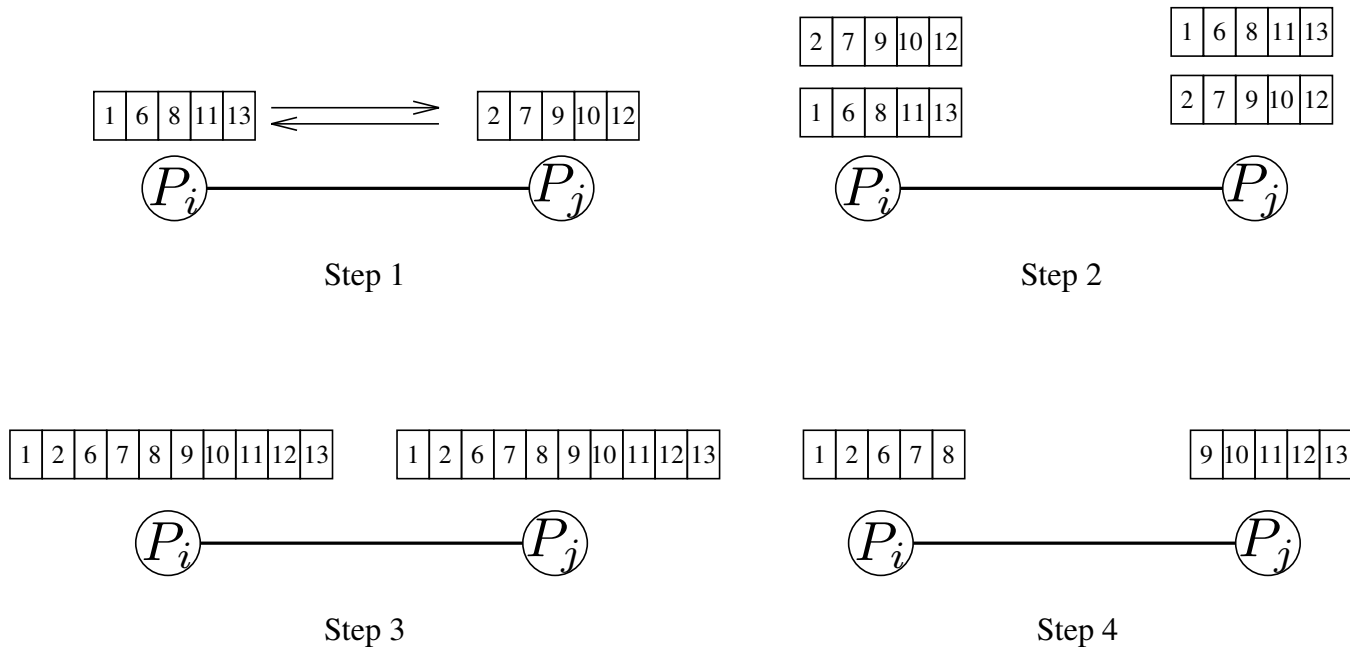 2 7 9 10 12
1 6 8 11 13
1 6 8 11 13
2 7 9 10 12
1 6 8 11 13
2 7 9 10 12
P_i
P_j
P_i
P_j
Step 1
Step 2
1 2 6 7 8 9 10 11 12 13
1 2 6 7 8 9 10 11 12 13
1 2 6 7 8
9 10 11 12 13
P_i
P_j
P_i
P_j
Step 3
Step 4